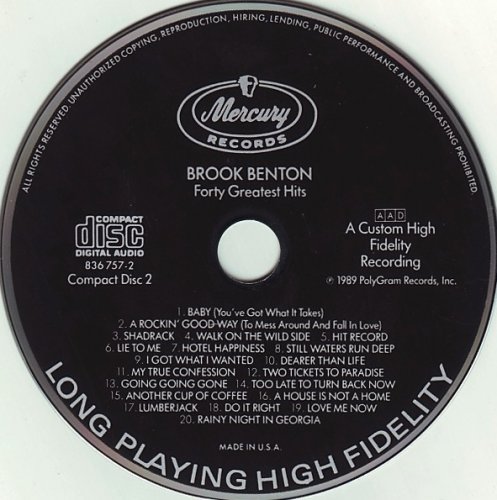 ALL RIGHTS RESERVED. UNAUTHORIZED COPYING, REPRODUCTION, HIRING, LENDING, PUBLIC PERFORMANCE AND BROADCASTING PROHIBITED.
Mercury
RECORDS
BROOK BENTON
Forty Greatest Hits
COMPACT
disc
DIGITAL AUDIO
836 757-2
Compact Disc 2
AAD
A Custom High
Fidelity
Recording
℗ 1989 PolyGram Records, Inc.
1. BABY (You've Got What It Takes)
2. A ROCKIN' GOOD WAY (To Mess Around And Fall In Love)
3. SHADRACK 4. WALK ON THE WILD SIDE 5. HIT RECORD
6. LIE TO ME 7. HOTEL HAPPINESS 8. STILL WATERS RUN DEEP
9. I GOT WHAT I WANTED 10. DEARER THAN LIFE
11. MY TRUE CONFESSION 12. TWO TICKETS TO PARADISE
13. GOING GOING GONE 14. TOO LATE TO TURN BACK NOW
15. ANOTHER CUP OF COFFEE 16. A HOUSE IS NOT A HOME
17. LUMBERJACK 18. DO IT RIGHT 19. LOVE ME NOW
20. RAINY NIGHT IN GEORGIA
MADE IN U.S.A.
LONG PLAYING HIGH FIDELITY